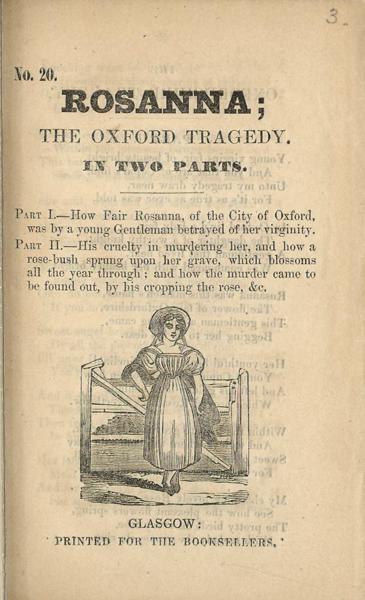 3
No. 20.
ROSANNA;
THE OXFORD TRAGEDY.
IN TWO PARTS.
PART I.—How Fair Rosanna, of the City of Oxford,
was by a young Gentleman betrayed of her virginity.
PART II.—His cruelty in murdering her, and how a
rose-bush sprung upon her grave, which blossoms
all the year through: and how the murder came to
be found out, by his cropping the rose, &c.
GLASGOW:
PRINTED FOR THE BOOKSELLERS.